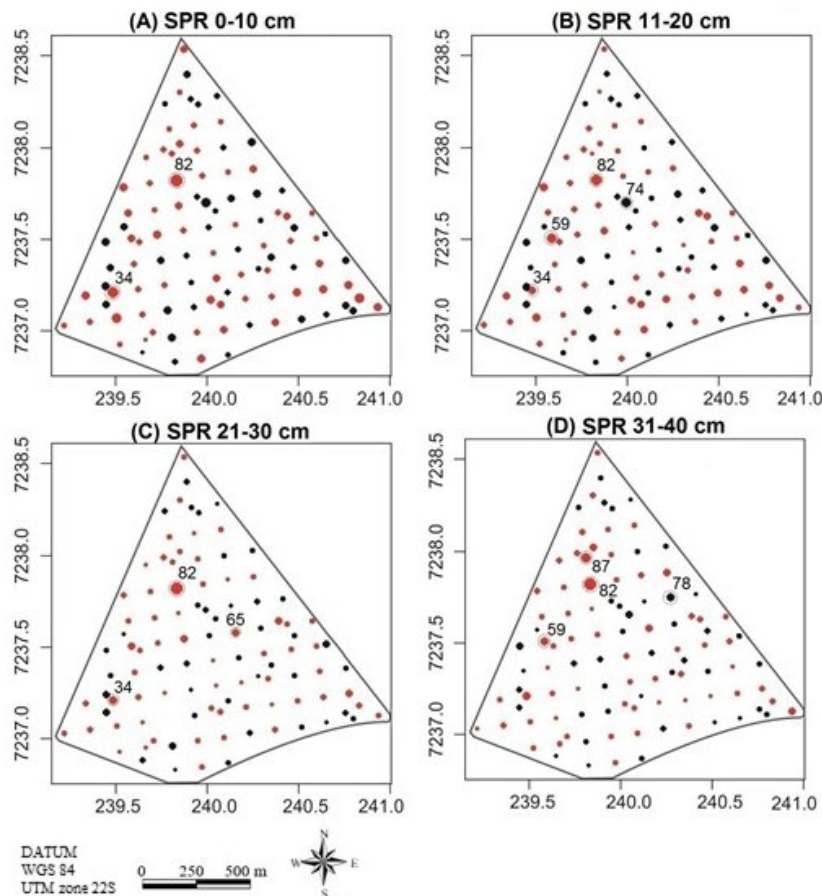 (A) SPR 0-10 cm
7238.5
7238.0
7237.5
7237.0
82
34
239.5 240.0 240.5 241.0
(B) SPR 11-20 cm
7238.5
7238.0
7237.5
7237.0
82
74
59
34
239.5 240.0 240.5 241.0
(C) SPR 21-30 cm
7238.5
7238.0
7237.5
7237.0
82
65
34
239.5 240.0 240.5 241.0
(D) SPR 31-40 cm
7238.5
7238.0
7237.5
7237.0
87
82
78
59
239.5 240.0 240.5 241.0
DATUM
WGS 84
UTM zone 22S
0 250 500 m
N
W E
S